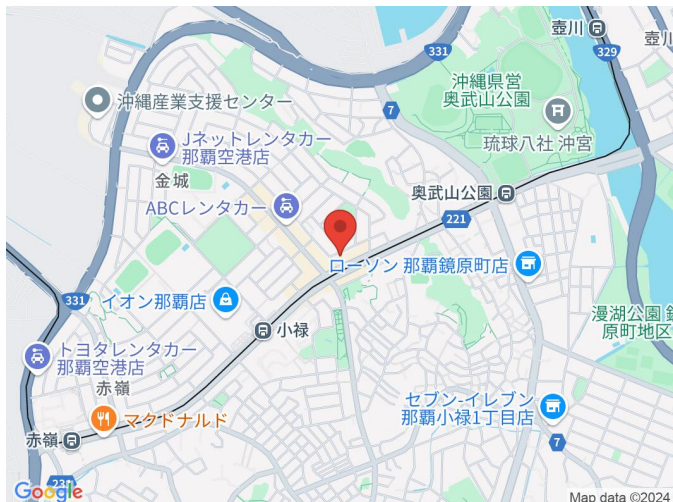 壺川
331
329
壺川
沖縄県営
奥武山公園
沖縄産業支援センター
7
Jネットレンタカー
那覇空港店
琉球八社 沖宮
金城
奥武山公園
ABCレンタカー
221
ローソン 那覇鏡原町店
331
イオン那覇店
漫湖公園 鏡
原町地区
小禄
トヨタレンタカー
那覇空港店
赤嶺
セブン-イレブン
那覇小禄1丁目店
マクドナルド
赤嶺
7
Google
Map data ©2024